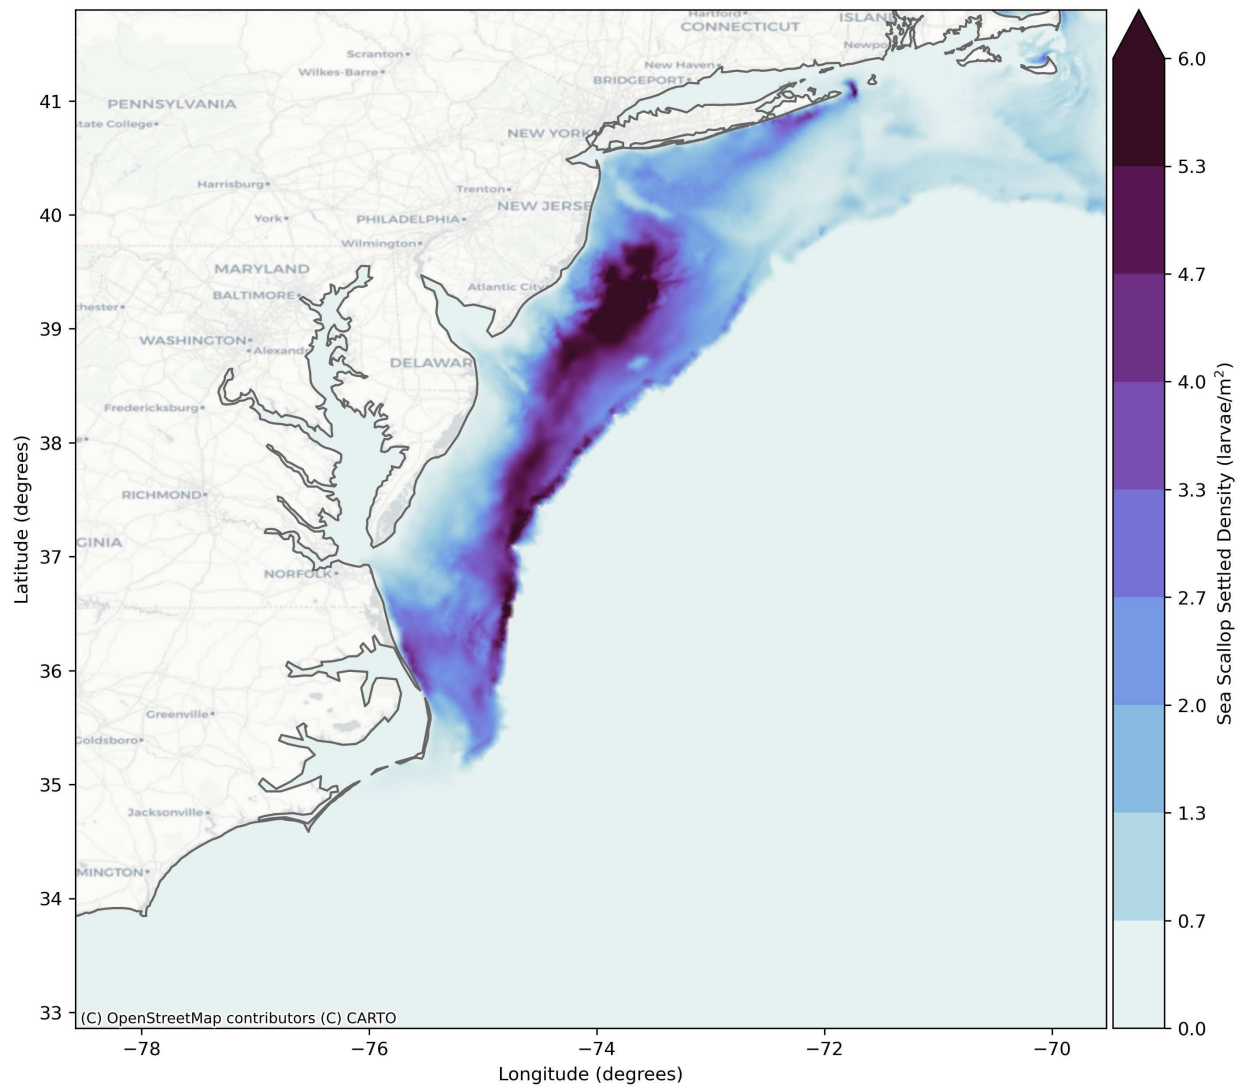 Hartford
CONNECTICUT
ISLAN
Newpo
Scranton
Wilkes-Barre
New Haven
BRIDGEPORT
PENNSYLVANIA
tate College
NEW YORK
Harrisburg
Trenton
NEW JERSE
York
PHILADELPHIA
Wilmington
MARYLAND
BALTIMORE
Atlantic City
chester
WASHINGTON
Alexand
DELAWAR
Fredericksburg
RICHMOND
GINIA
NORFOLK
Greenville
Goldsboro
Jacksonville
MINGTON
(C) OpenStreetMap contributors (C) CARTO
41
40
39
38
37
36
35
34
33
Latitude (degrees)
−78 −76 −74 −72 −70
Longitude (degrees)
6.0
5.3
4.7
4.0
3.3
2.7
2.0
1.3
0.7
0.0
Sea Scallop Settled Density (larvae/m²)